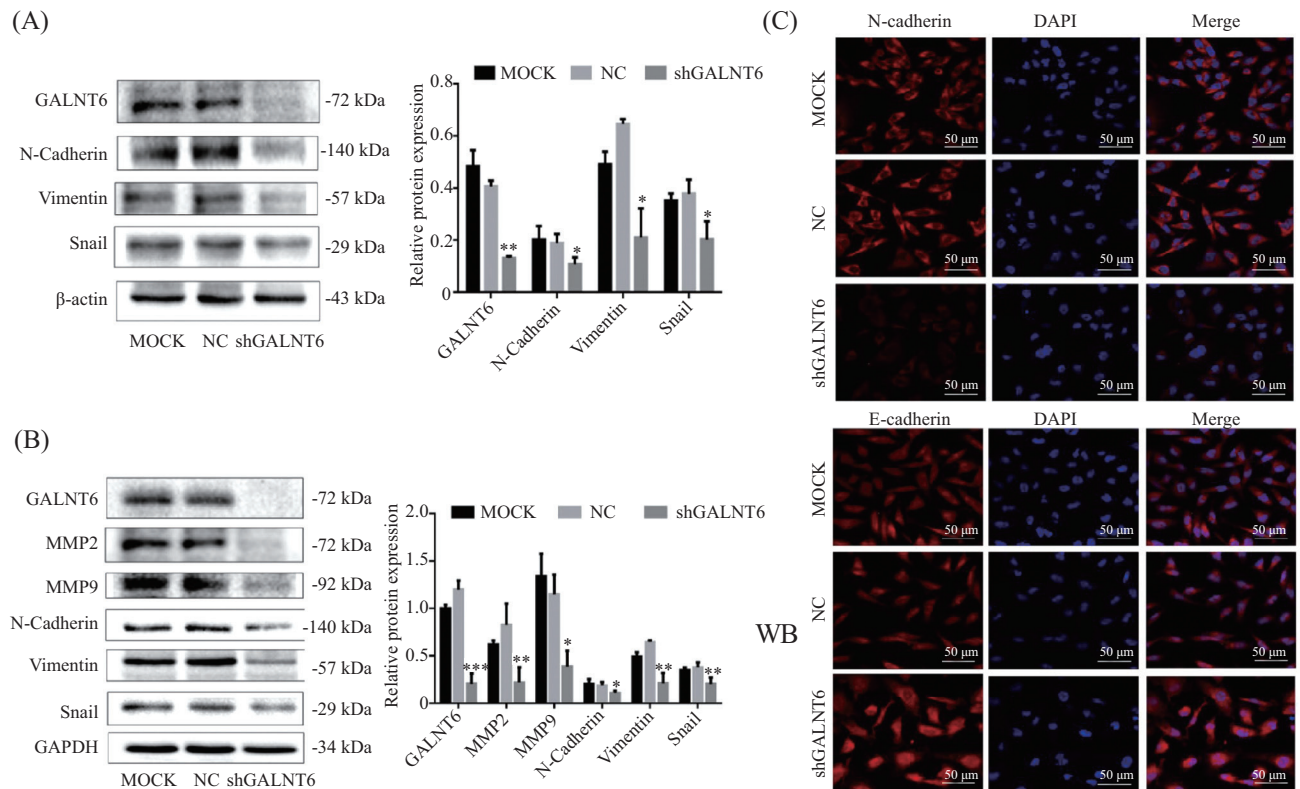 (A)
GALNT6
-72 kDa
N-Cadherin
-140 kDa
Vimentin
-57 kDa
Snail
-29 kDa
β-actin
-43 kDa
MOCK NC shGALNT6
MOCK NC shGALNT6
Relative protein expression
0.8
0.6
0.4
0.2
0
GALNT6
N-Cadherin
Vimentin
Snail
**
*
*
*
(B)
GALNT6
-72 kDa
MMP2
-72 kDa
MMP9
-92 kDa
N-Cadherin
-140 kDa
Vimentin
-57 kDa
Snail
-29 kDa
GAPDH
-34 kDa
MOCK NC shGALNT6
MOCK NC shGALNT6
Relative protein expression
2.0
1.5
1.0
0.5
0
GALNT6
MMP2
MMP9
N-Cadherin
Vimentin
Snail
***
**
*
*
**
**
(C)
N-cadherin DAPI Merge
MOCK
50 μm 50 μm 50 μm
NC
50 μm 50 μm 50 μm
shGALNT6
50 μm 50 μm 50 μm
E-cadherin DAPI Merge
MOCK
50 μm 50 μm 50 μm
WB
NC
50 μm 50 μm 50 μm
shGALNT6
50 μm 50 μm 50 μm